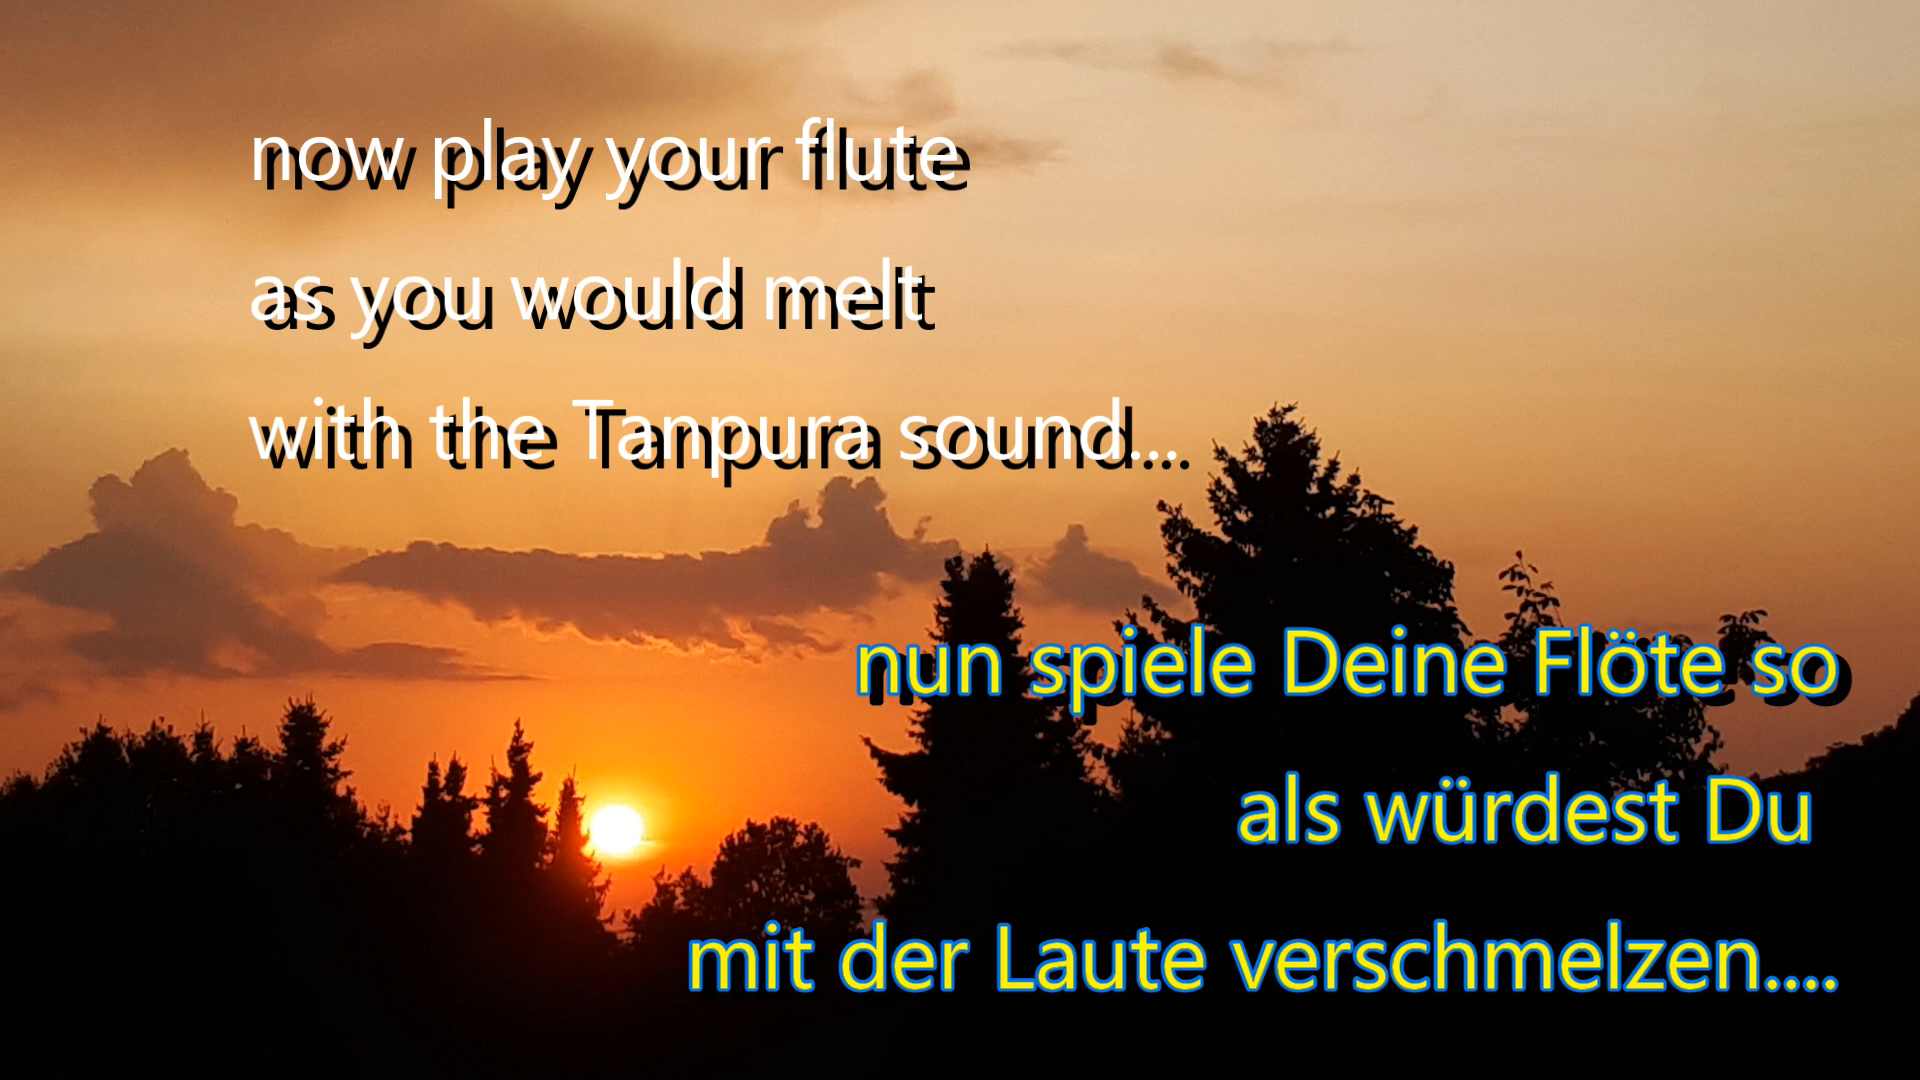 now play your flute
as you would melt
with the Tanpura sound...
nun spiele Deine Flöte so
als würdest Du
mit der Laute verschmelzen....